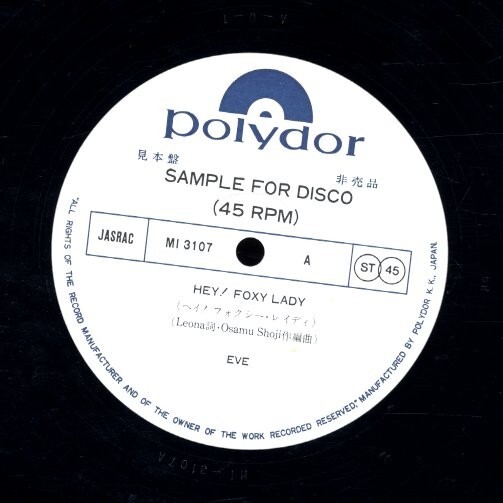 polydor
見本盤
非売品
SAMPLE FOR DISCO
(45 RPM)
JASRAC
MI 3107
A
ST 45
HEY! FOXY LADY
(ヘイ! フォクシー・レイディ)
(Leona詞・Osamu Shoji作編曲)
EVE
"ALL RIGHTS OF THE RECORD MANUFACTURER AND OF THE OWNER OF THE WORK RECORDED RESERVED." MANUFACTURED BY POLYDOR K.K., JAPAN.